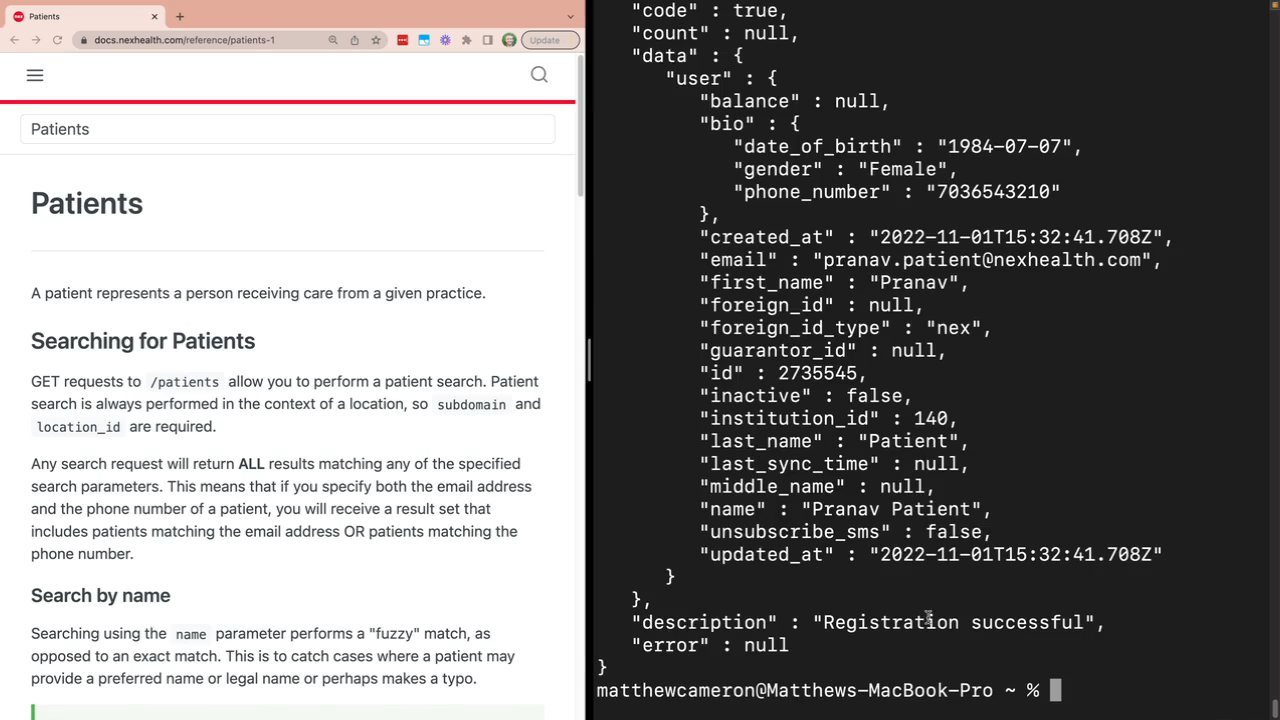 Patients
docs.nexhealth.com/reference/patients-1
Update
Patients
Patients
A patient represents a person receiving care from a given practice.
Searching for Patients
GET requests to /patients allow you to perform a patient search. Patient
search is always performed in the context of a location, so subdomain and
location_id are required.
Any search request will return ALL results matching any of the specified
search parameters. This means that if you specify both the email address
and the phone number of a patient, you will receive a result set that
includes patients matching the email address OR patients matching the
phone number.
Search by name
Searching using the name parameter performs a "fuzzy" match, as
opposed to an exact match. This is to catch cases where a patient may
provide a preferred name or legal name or perhaps makes a typo.
"code" : true,
"count" : null,
"data" : {
"user" : {
"balance" : null,
"bio" : {
"date_of_birth" : "1984-07-07",
"gender" : "Female",
"phone_number" : "7036543210"
},
"created_at" : "2022-11-01T15:32:41.708Z",
"email" : "pranav.patient@nexhealth.com",
"first_name" : "Pranav",
"foreign_id" : null,
"foreign_id_type" : "nex",
"guarantor_id" : null,
"id" : 2735545,
"inactive" : false,
"institution_id" : 140,
"last_name" : "Patient",
"last_sync_time" : null,
"middle_name" : null,
"name" : "Pranav Patient",
"unsubscribe_sms" : false,
"updated_at" : "2022-11-01T15:32:41.708Z"
}
},
"description" : "Registration successful",
"error" : null
}
matthewcameron@Matthews-MacBook-Pro ~ %